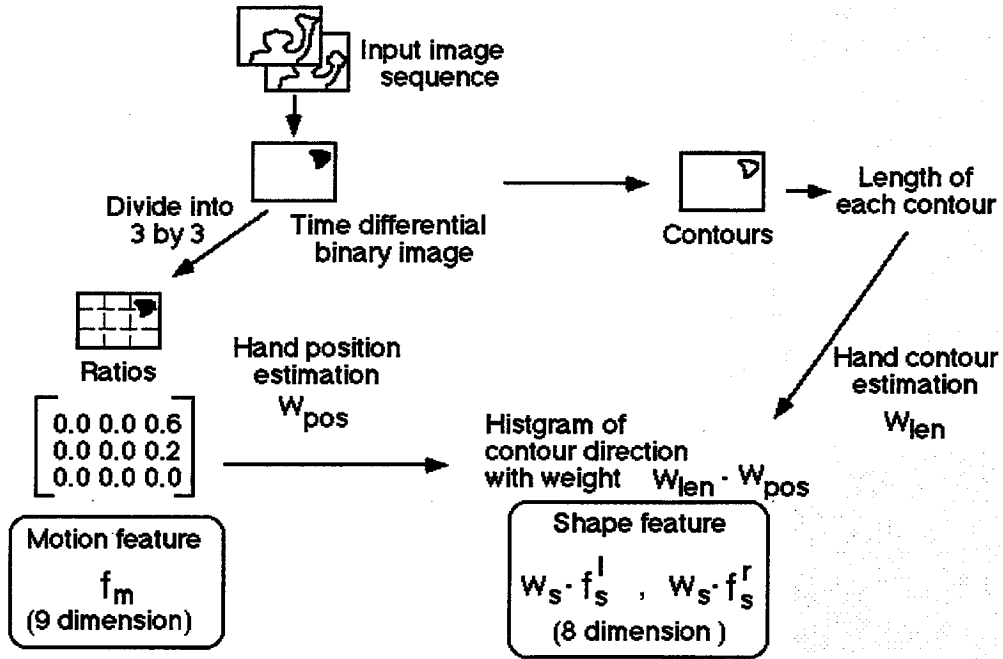 Input image
sequence
Divide into
3 by 3
Time differential
binary image
Contours
Length of
each contour
Ratios
0.0 0.0 0.6
0.0 0.0 0.2
0.0 0.0 0.0
Hand position
estimation
Wpos
Hand contour
estimation
Wlen
Histgram of
contour direction
with weight Wlen · Wpos
Motion feature
fm
(9 dimension)
Shape feature
Ws · fsl , Ws · fsr
(8 dimension )